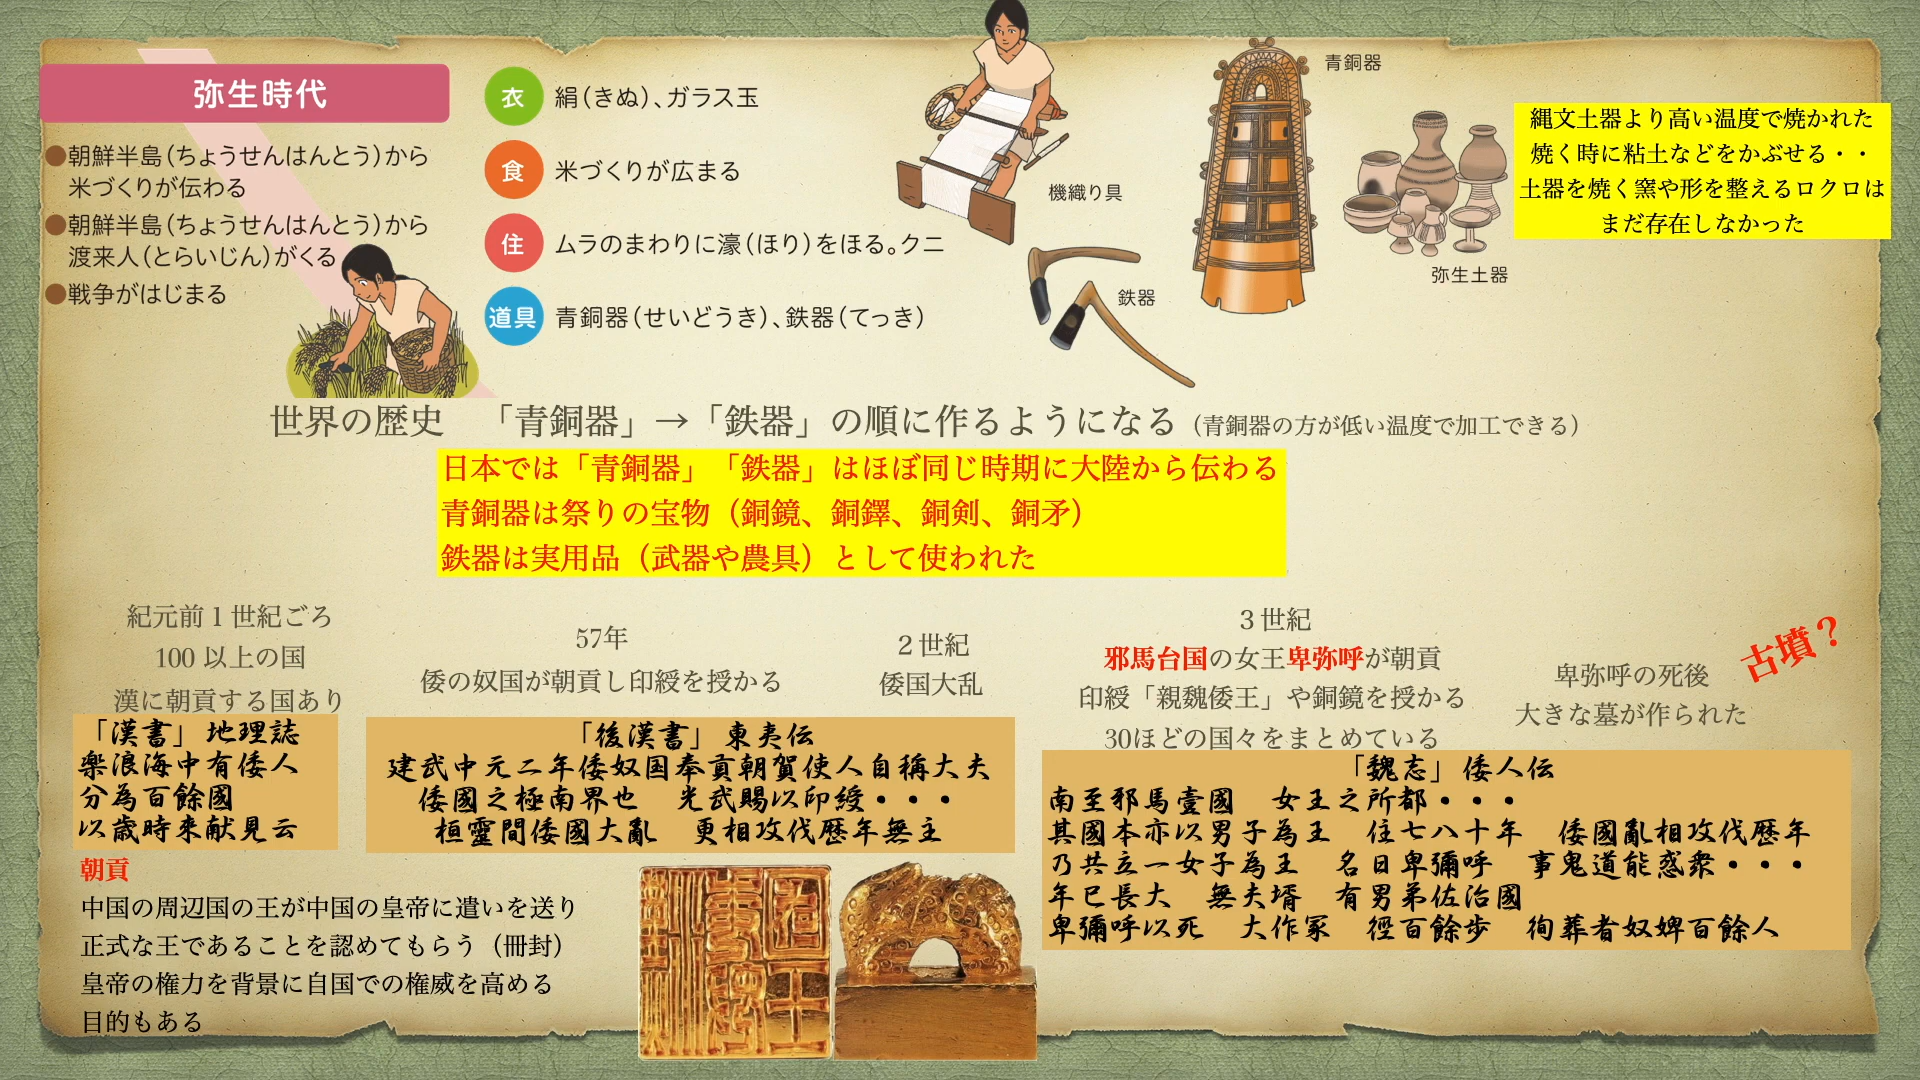 弥生時代
●朝鮮半島(ちょうせんはんとう)から
米づくりが伝わる
●朝鮮半島(ちょうせんはんとう)から
渡来人(とらいじん)がくる
●戦争がはじまる
衣 絹(きぬ)、ガラス玉
食 米づくりが広まる
住 ムラのまわりに濠(ほり)をほる。クニ
道具 青銅器(せいどうき)、鉄器(てっき)
機織り具
鉄器
青銅器
弥生土器
縄文土器より高い温度で焼かれた
焼く時に粘土などをかぶせる・・
土器を焼く窯や形を整えるロクロは
まだ存在しなかった
世界の歴史 「青銅器」→「鉄器」の順に作るようになる(青銅器の方が低い温度で加工できる)
日本では「青銅器」「鉄器」はほぼ同じ時期に大陸から伝わる
青銅器は祭りの宝物(銅鏡、銅鐸、銅剣、銅矛)
鉄器は実用品(武器や農具)として使われた
紀元前1世紀ごろ
100 以上の国
漢に朝貢する国あり
「漢書」地理誌
楽浪海中有倭人
分為百餘國
以歳時来献見云
57年
倭の奴国が朝貢し印綬を授かる
2世紀
倭国大乱
「後漢書」東夷伝
建武中元二年倭奴国奉貢朝賀使人自稱大夫
倭國之極南界也 光武賜以印綬・・・
桓靈間倭國大亂 更相攻伐歴年無主
3世紀
邪馬台国の女王卑弥呼が朝貢
印綬「親魏倭王」や銅鏡を授かる
30ほどの国々をまとめている
卑弥呼の死後
大きな墓が作られた
古墳?
「魏志」倭人伝
南至邪馬壹國 女王之所都・・・
其國本亦以男子為王 住七八十年 倭國亂相攻伐歴年
乃共立一女子為王 名日卑彌呼 事鬼道能惑衆・・・
年已長大 無夫壻 有男弟佐治國
卑彌呼以死 大作冢 徑百餘歩 徇葬者奴婢百餘人
朝貢
中国の周辺国の王が中国の皇帝に遣いを送り
正式な王であることを認めてもらう(冊封)
皇帝の権力を背景に自国での権威を高める
目的もある